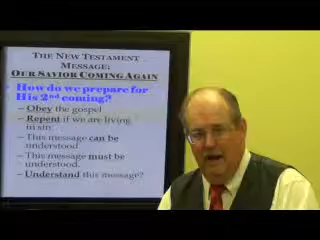 THE NEW TESTAMENT
MESSAGE:
OUR SAVIOR COMING AGAIN
• How do we prepare for
His 2nd coming?
– Obey the gospel
– Repent if we are living
in sin
– This message can be
understood
– This message must be
understood.
– Understand this message?